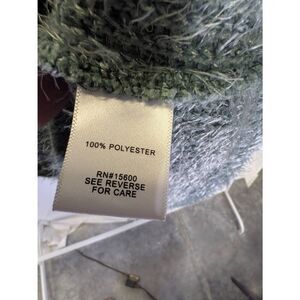 100% POLYESTER
RN#15600
SEE REVERSE
FOR CARE